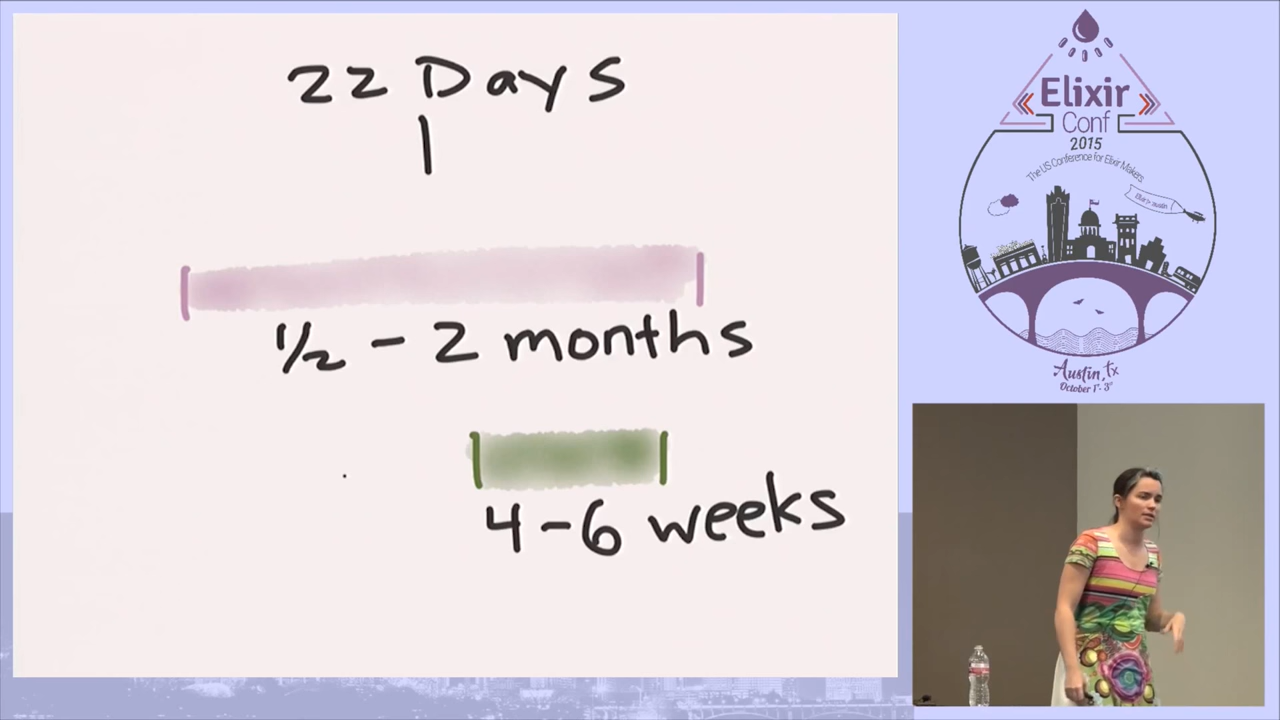 22 Days
1/2 - 2 months
4-6 weeks
Elixir
Conf
2015
The US Conference for Elixir Makers
Austin, TX
October 1st - 3rd